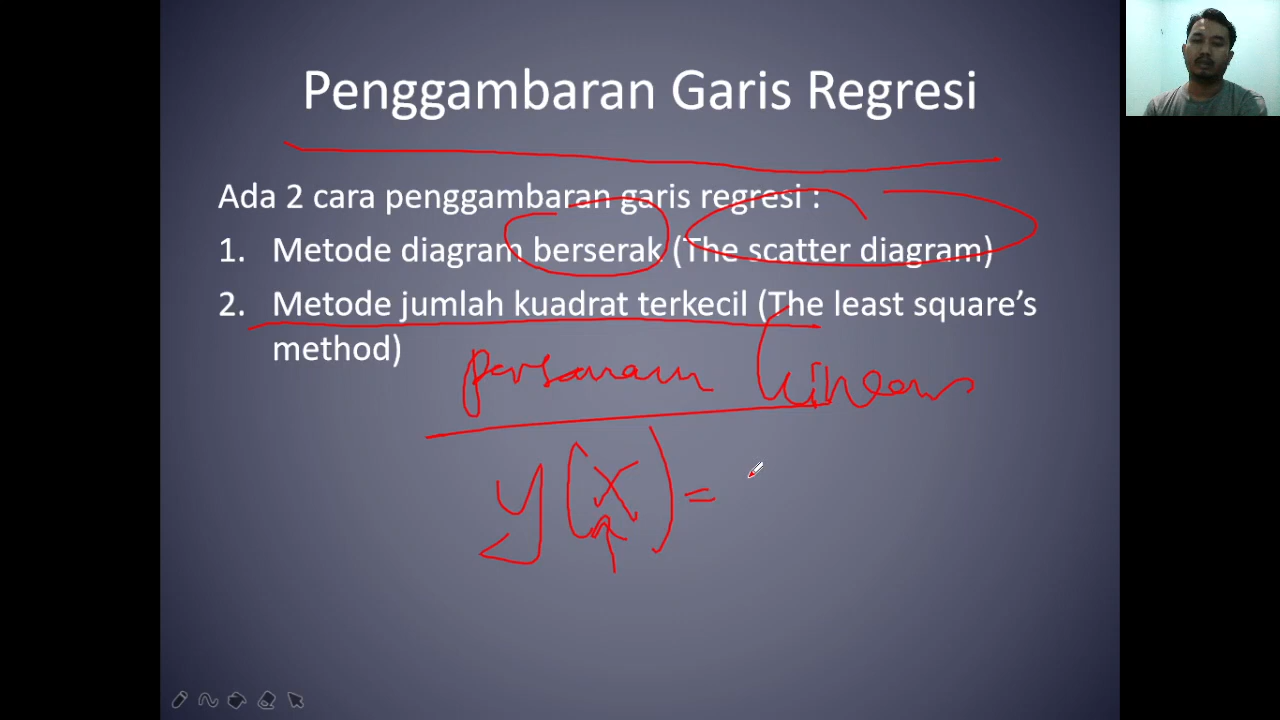 Penggambaran Garis Regresi
Ada 2 cara penggambaran garis regresi :
1. Metode diagram berserak (The scatter diagram)
2. Metode jumlah kuadrat terkecil (The least square’s
method)
persamaan linear
y(x) =